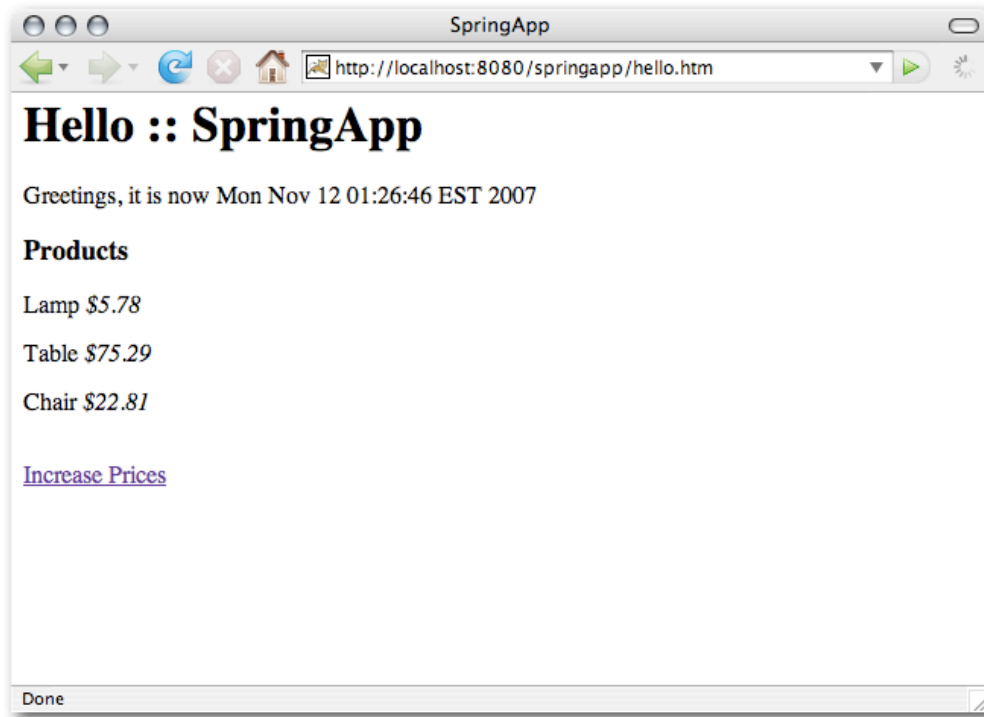 SpringApp
http://localhost:8080/springapp/hello.htm
Hello :: SpringApp
Greetings, it is now Mon Nov 12 01:26:46 EST 2007
Products
Lamp $5.78
Table $75.29
Chair $22.81
Increase Prices
Done